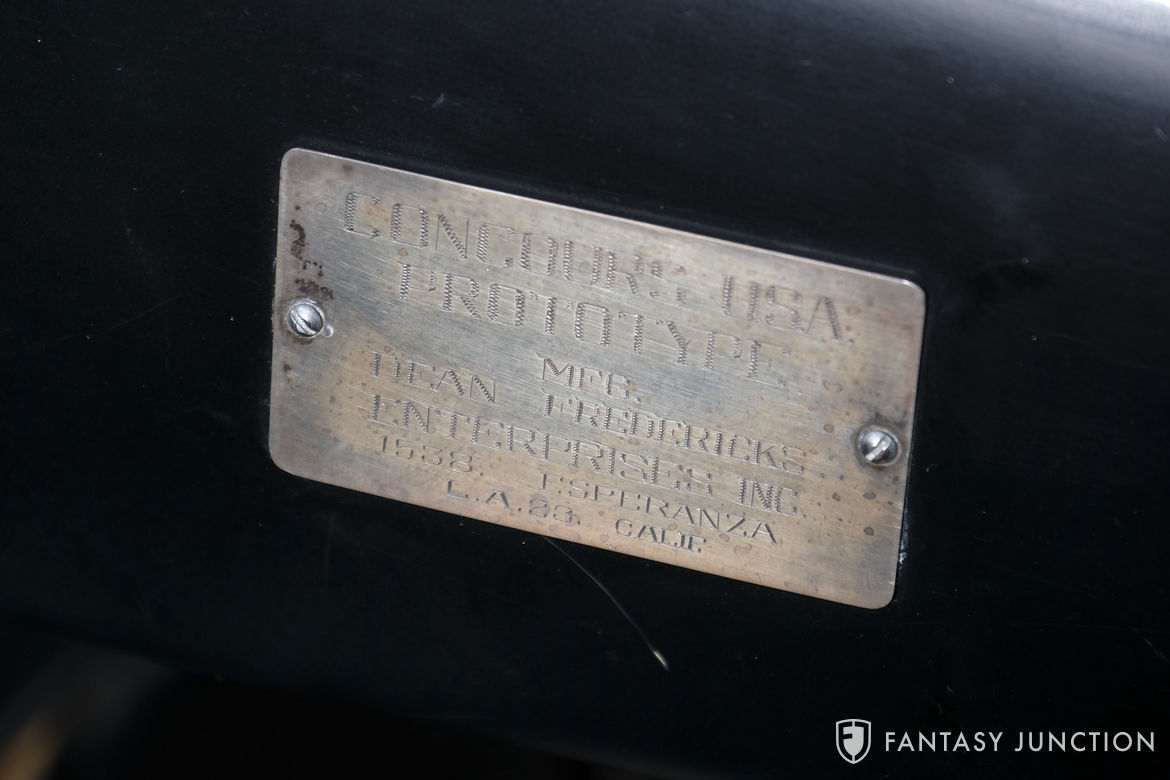 CONCOURS USA.
PROTOTYPE
MFG.
DEAN FREDERICKS
ENTERPRISES INC.
1538. ESPERANZA
L.A.23. CALIF.
FANTASY JUNCTION